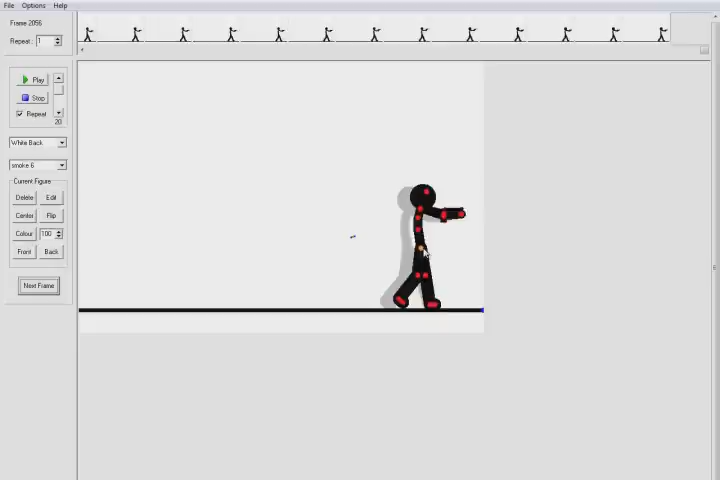 File Options Help
Frame 2056
Repeat : 1
Play
Stop
Repeat
20
White Back
smoke 6
Current Figure
Delete Edit
Center Flip
Colour 100
Front Back
Next Frame